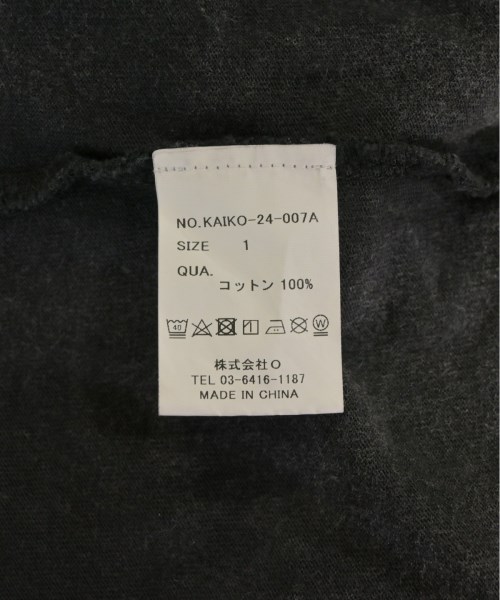 NO.KAIKO-24-007A
SIZE 1
QUA.
コットン 100%
40 W
株式会社O
TEL 03-6416-1187
MADE IN CHINA